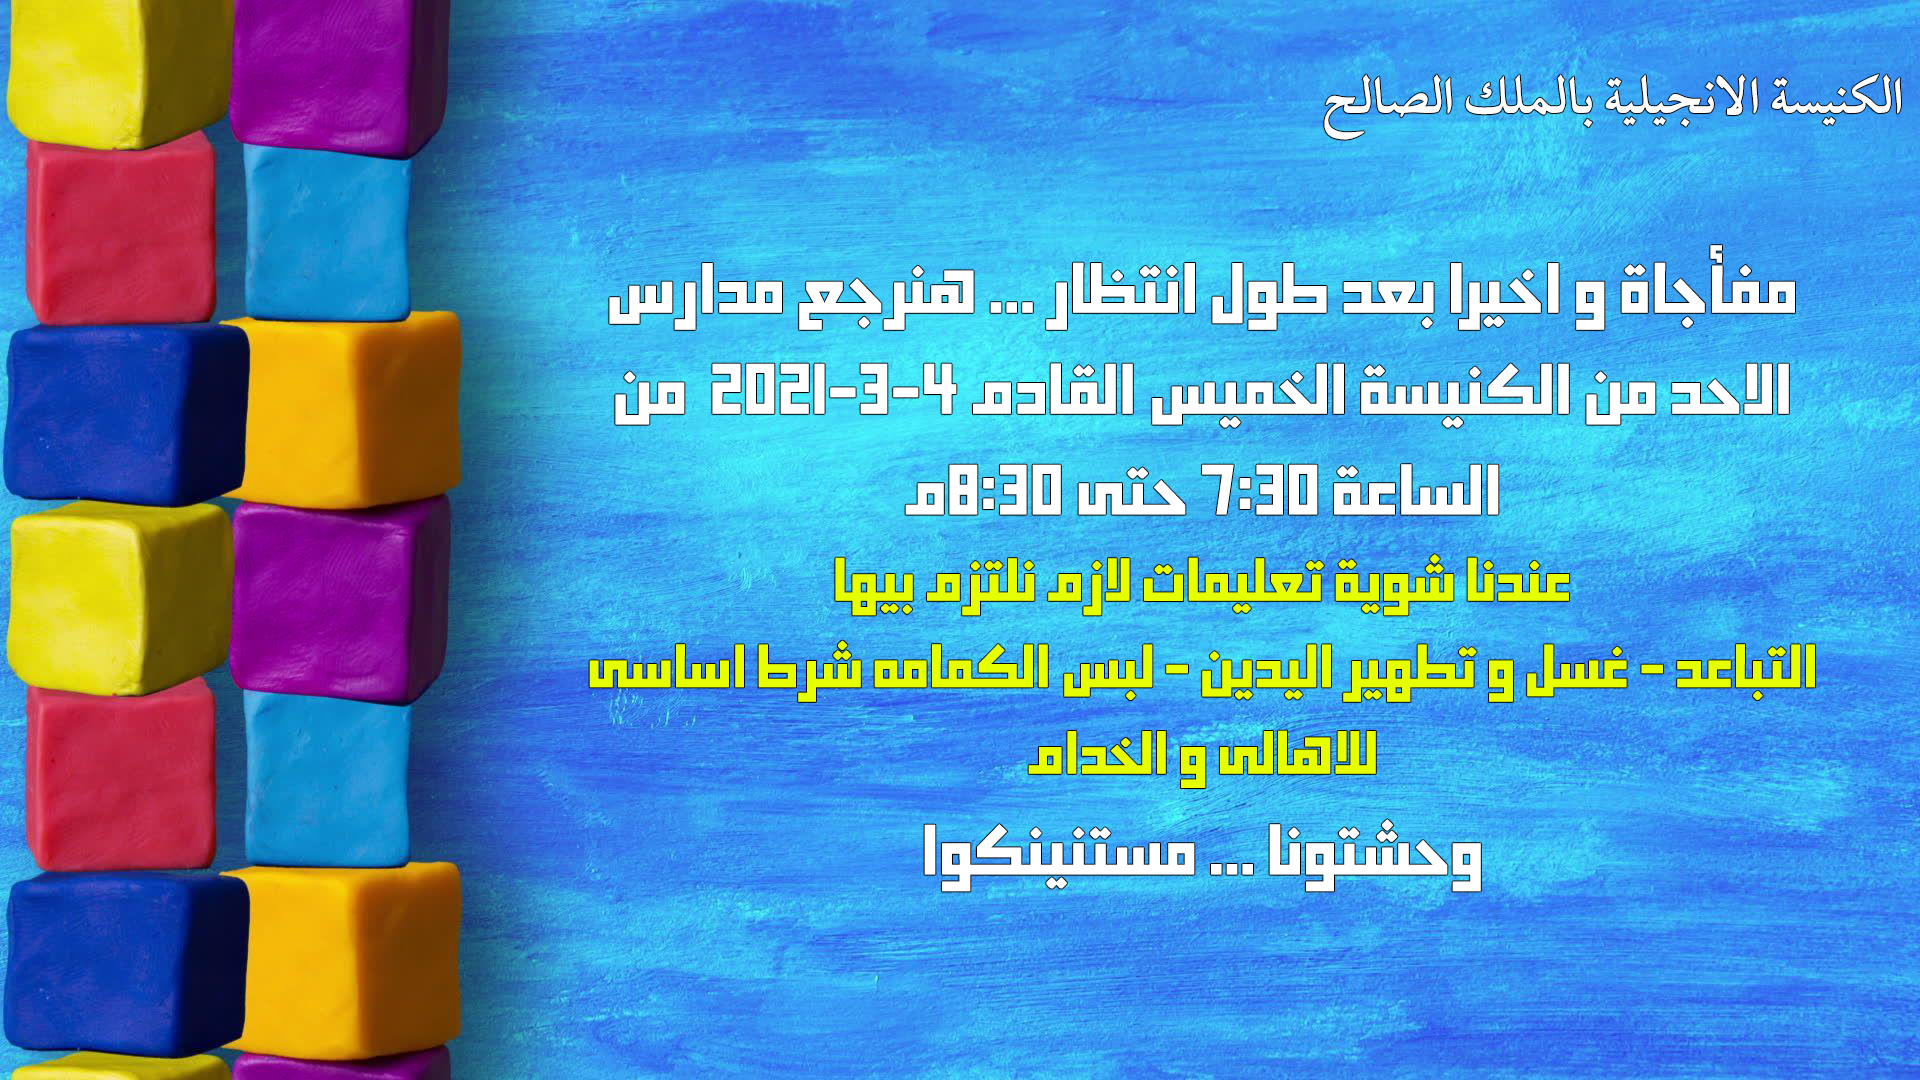 الكنيسة الانجيلية بالملك الصالح
مفأجاة و اخيرا بعد طول انتظار ... هنرجع مدارس
الاحد من الكنيسة الخميس القادم 4-3-2021 من
الساعة 7:30 حتى 8:30م
عندنا شوية تعليمات لازم نلتزم بيها
التباعد - غسل و تطهير اليدين - لبس الكمامه شرط اساسى
للاهالى و الخدام
وحشتونا ... مستنينكوا